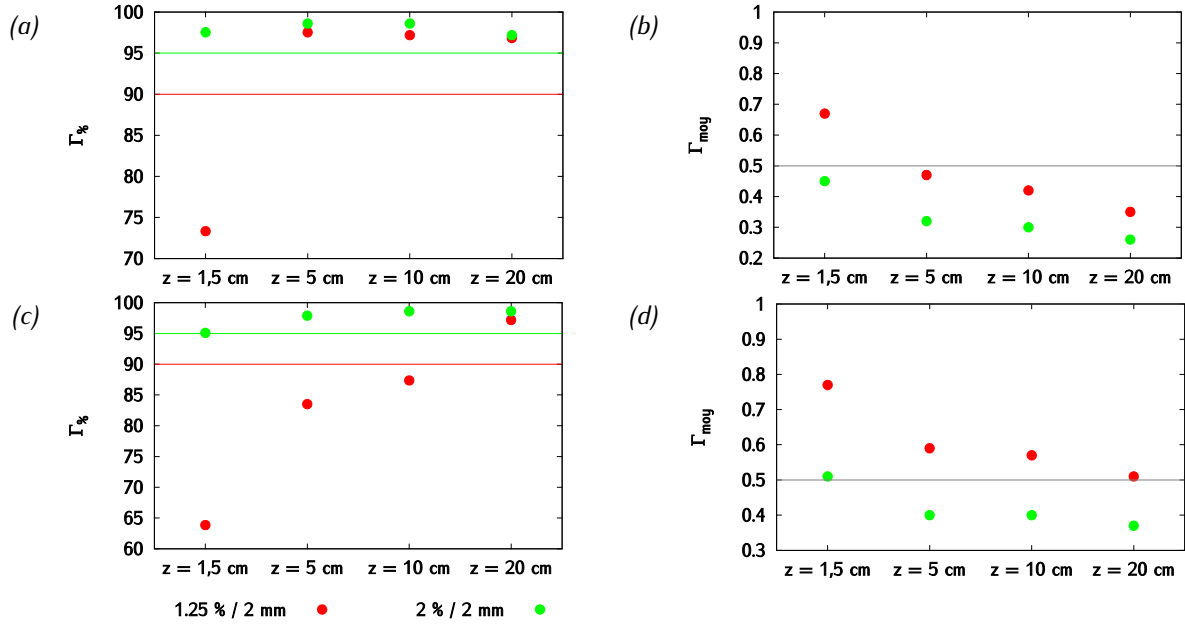 (a)
Γ%
100
95
90
85
80
75
70
z = 1,5 cm z = 5 cm z = 10 cm z = 20 cm
(b)
Γmoy
1
0.9
0.8
0.7
0.6
0.5
0.4
0.3
0.2
z = 1,5 cm z = 5 cm z = 10 cm z = 20 cm
(c)
Γ%
100
95
90
85
80
75
70
65
60
z = 1,5 cm z = 5 cm z = 10 cm z = 20 cm
(d)
Γmoy
1
0.9
0.8
0.7
0.6
0.5
0.4
0.3
z = 1,5 cm z = 5 cm z = 10 cm z = 20 cm
1.25 % / 2 mm 2 % / 2 mm